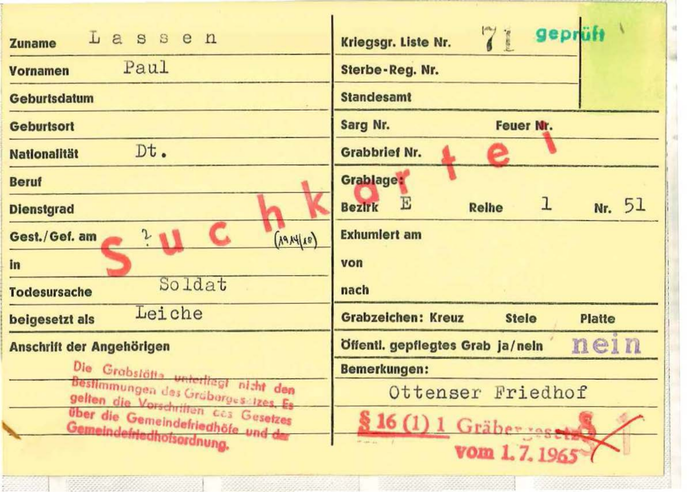 Zuname L a s s e n
Vornamen Paul
Geburtsdatum
Geburtsort
Nationalität Dt.
Beruf
Dienstgrad
Gest./Gef. am ? (1914/18)
in
Todesursache Soldat
beigesetzt als Leiche
Anschrift der Angehörigen
Die Grabstätte unterliegt nicht den
Bestimmungen des Gräbergesetzes. Es
gelten die Vorschriften des Gesetzes
über die Gemeindefriedhöfe und der
Gemeindefriedhofsordnung.
Suchkartei
Kriegsgr. Liste Nr. 71 geprüft
Sterbe-Reg. Nr.
Standesamt
Sarg Nr. Feuer Nr.
Grabbrief Nr.
Grablage:
Bezirk E Reihe 1 Nr. 51
Exhumiert am
von
nach
Grabzeichen: Kreuz Stele Platte
Öffentl. gepflegtes Grab ja/nein nein
Bemerkungen:
Ottenser Friedhof
§ 16 (1) 1 Gräbergesetz
vom 1.7.1965